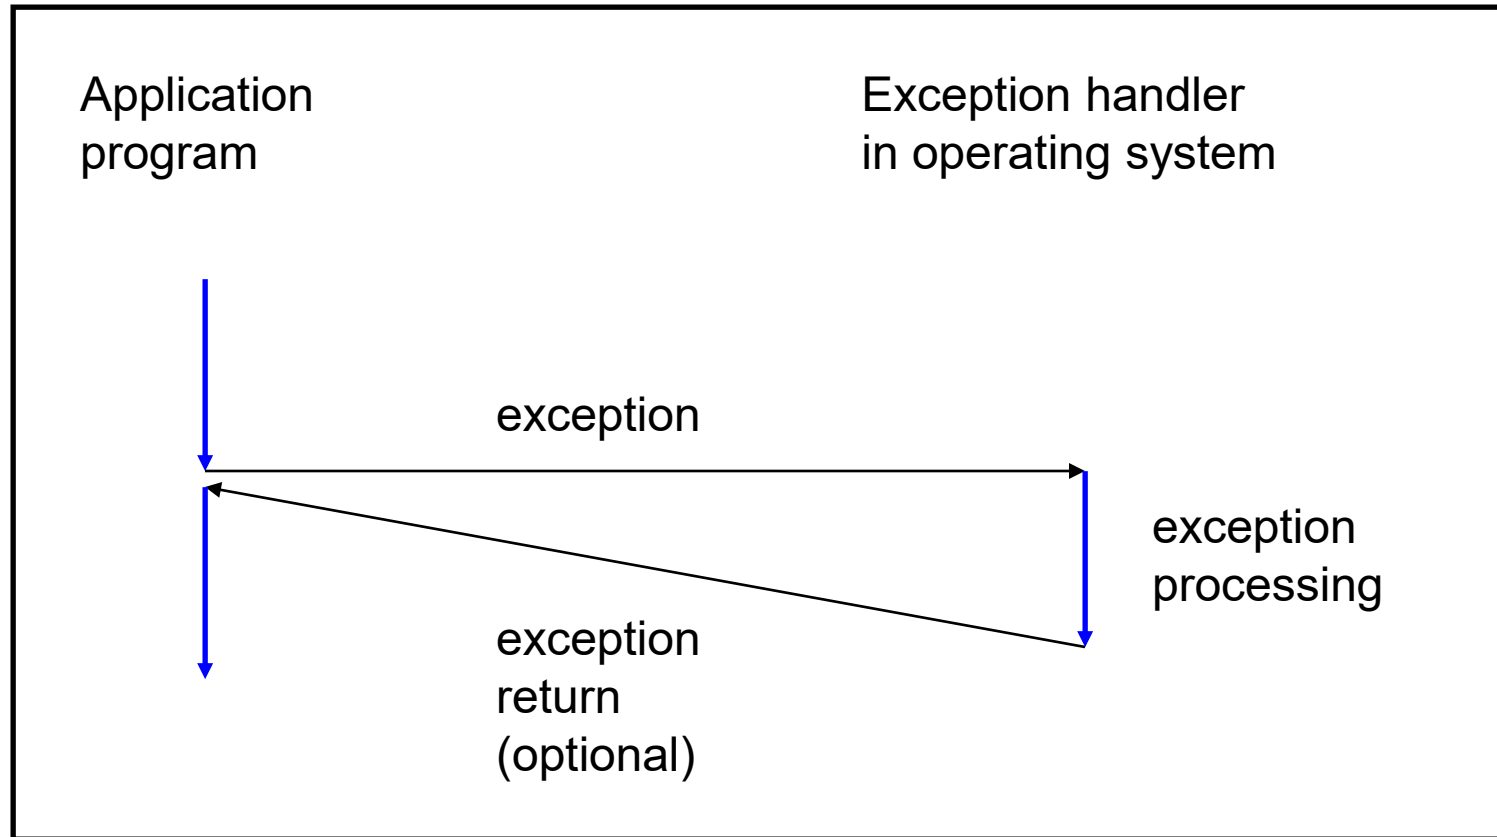 Application
program
Exception handler
in operating system
exception
exception
processing
exception
return
(optional)